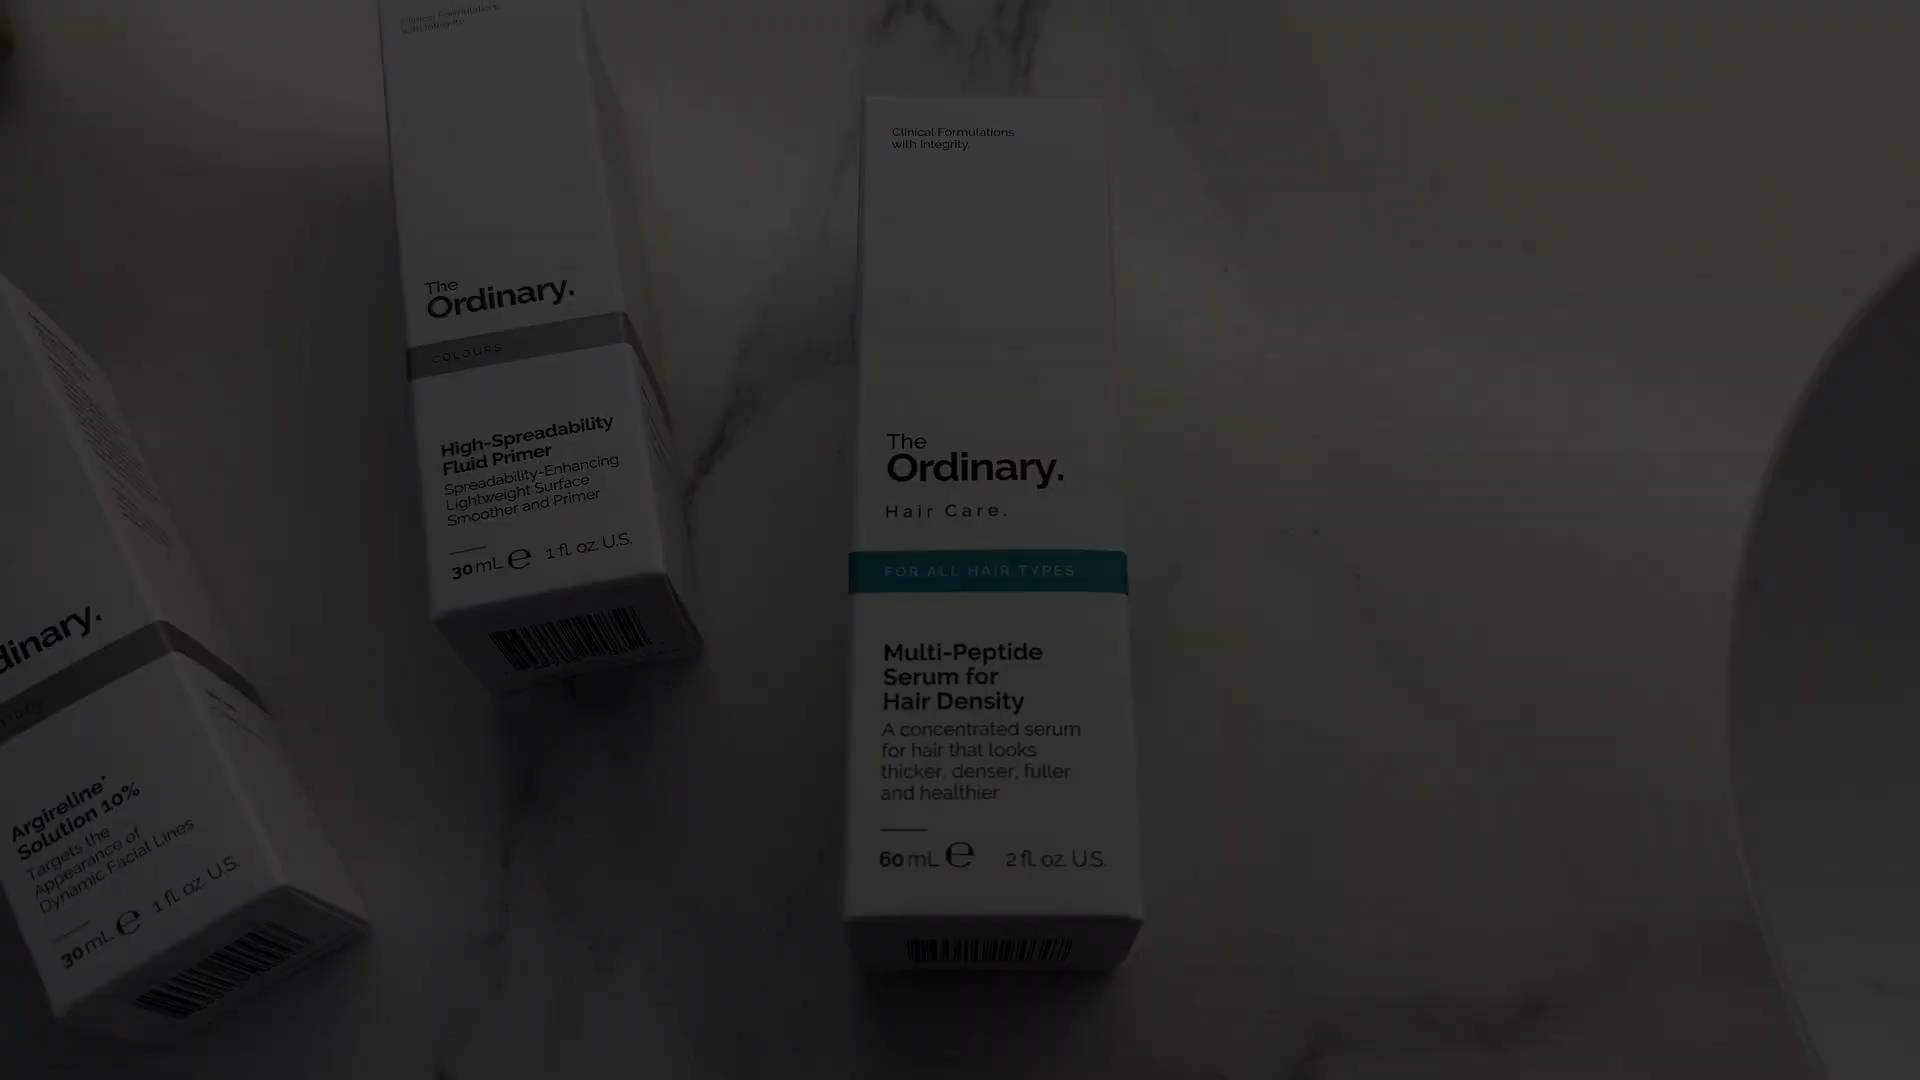 Clinical Formulations
with Integrity.
The
Ordinary.
COLOURS
High-Spreadability
Fluid Primer
Spreadability-Enhancing
Lightweight Surface
Smoother and Primer
30 mL e 1 fl. oz. U.S.
Clinical Formulations
with Integrity.
The
Ordinary.
Hair Care.
FOR ALL HAIR TYPES
Multi-Peptide
Serum for
Hair Density
A concentrated serum
for hair that looks
thicker, denser, fuller
and healthier
60 mL e 2 fl. oz. U.S.
dinary.
Argireline*
Solution 10%
Targets the
Appearance of
Dynamic Facial Lines
30 mL e 1 fl. oz. U.S.